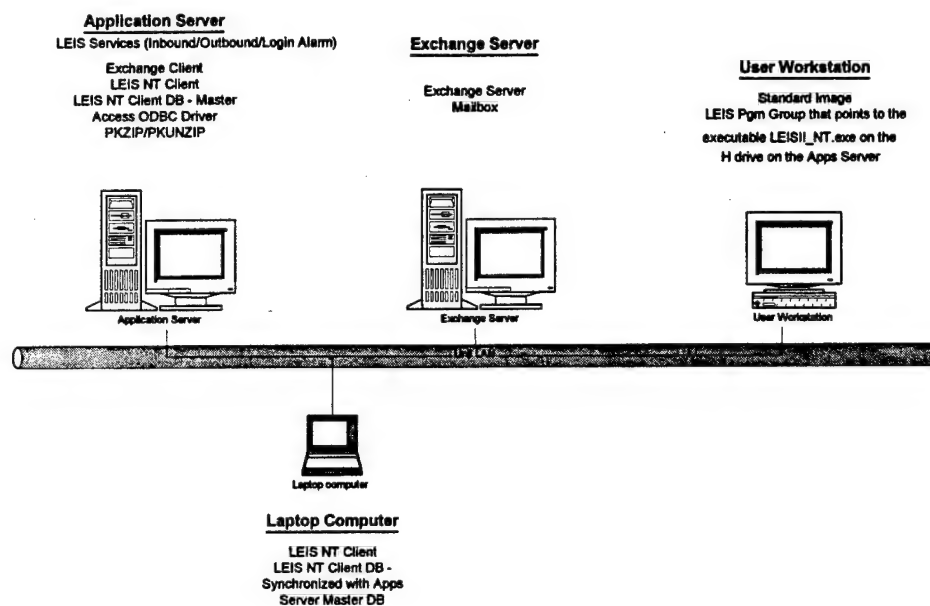 Application Server
LEIS Services (Inbound/Outbound/Login Alarm)
Exchange Client
LEIS NT Client
LEIS NT Client DB - Master
Access ODBC Driver
PKZIP/PKUNZIP
Exchange Server
Exchange Server
Mailbox
User Workstation
Standard Image
LEIS Pgm Group that points to the
executable LEISII_NT.exe on the
H drive on the Apps Server
Application Server
Exchange Server
User Workstation
Unit LAN
Laptop computer
Laptop Computer
LEIS NT Client
LEIS NT Client DB -
Synchronized with Apps
Server Master DB